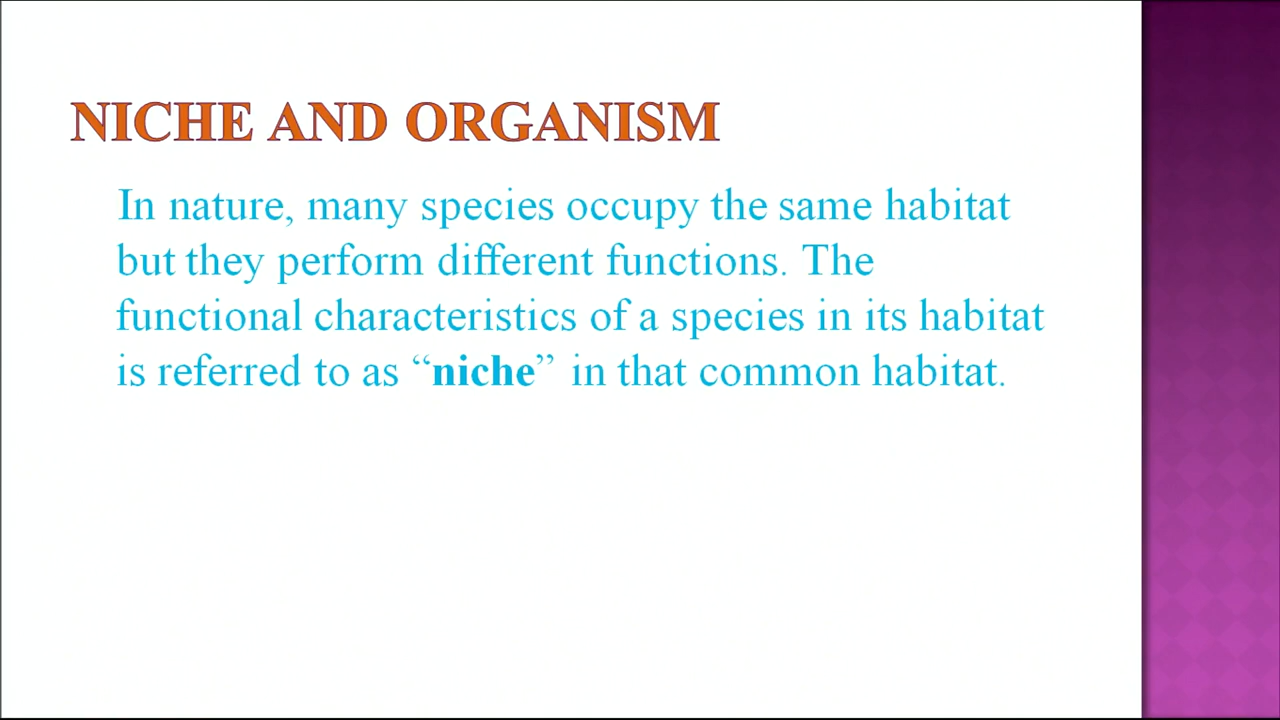 NICHE AND ORGANISM
In nature, many species occupy the same habitat
but they perform different functions. The
functional characteristics of a species in its habitat
is referred to as “niche” in that common habitat.